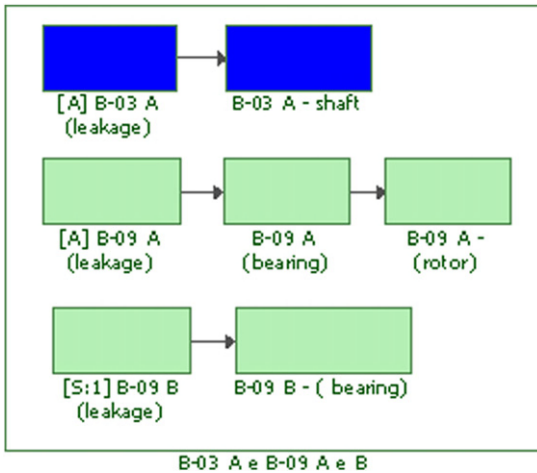 [A] B-03 A
(leakage)
B-03 A - shaft
[A] B-09 A
(leakage)
B-09 A
(bearing)
B-09 A -
(rotor)
[S:1] B-09 B
(leakage)
B-09 B - ( bearing)
B-03 A e B-09 A e B